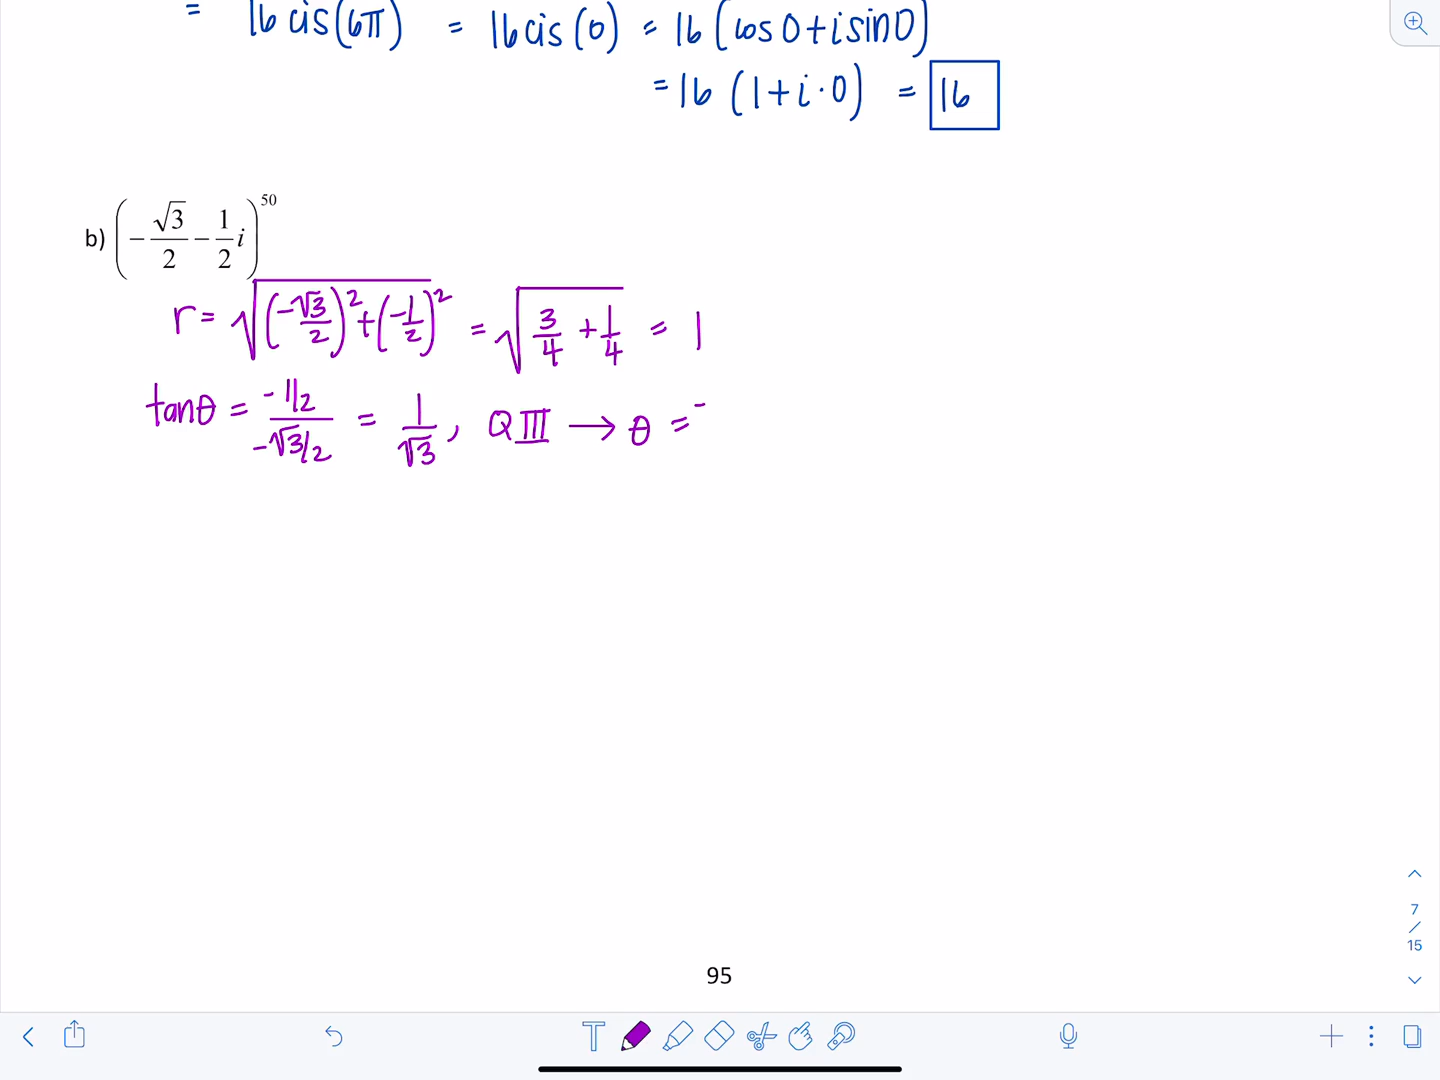 = 16 cis(6π) = 16 cis(0) = 16 (cos 0 + i sin 0)
= 16 (1 + i · 0) = 16
b) (-√3/2 - 1/2 i)^50
r = √((-√3/2)^2 + (-1/2)^2) = √(3/4 + 1/4) = 1
tanθ = (-1/2)/(-√3/2) = 1/√3, QIII → θ = -
7
/
15
95
T